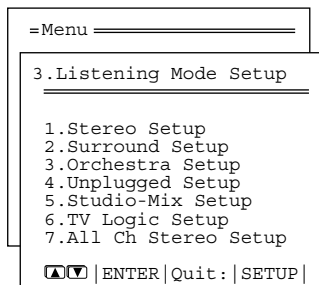 =Menu
3.Listening Mode Setup
1.Stereo Setup
2.Surround Setup
3.Orchestra Setup
4.Unplugged Setup
5.Studio-Mix Setup
6.TV Logic Setup
7.All Ch Stereo Setup
▲▼|ENTER|Quit:|SETUP|